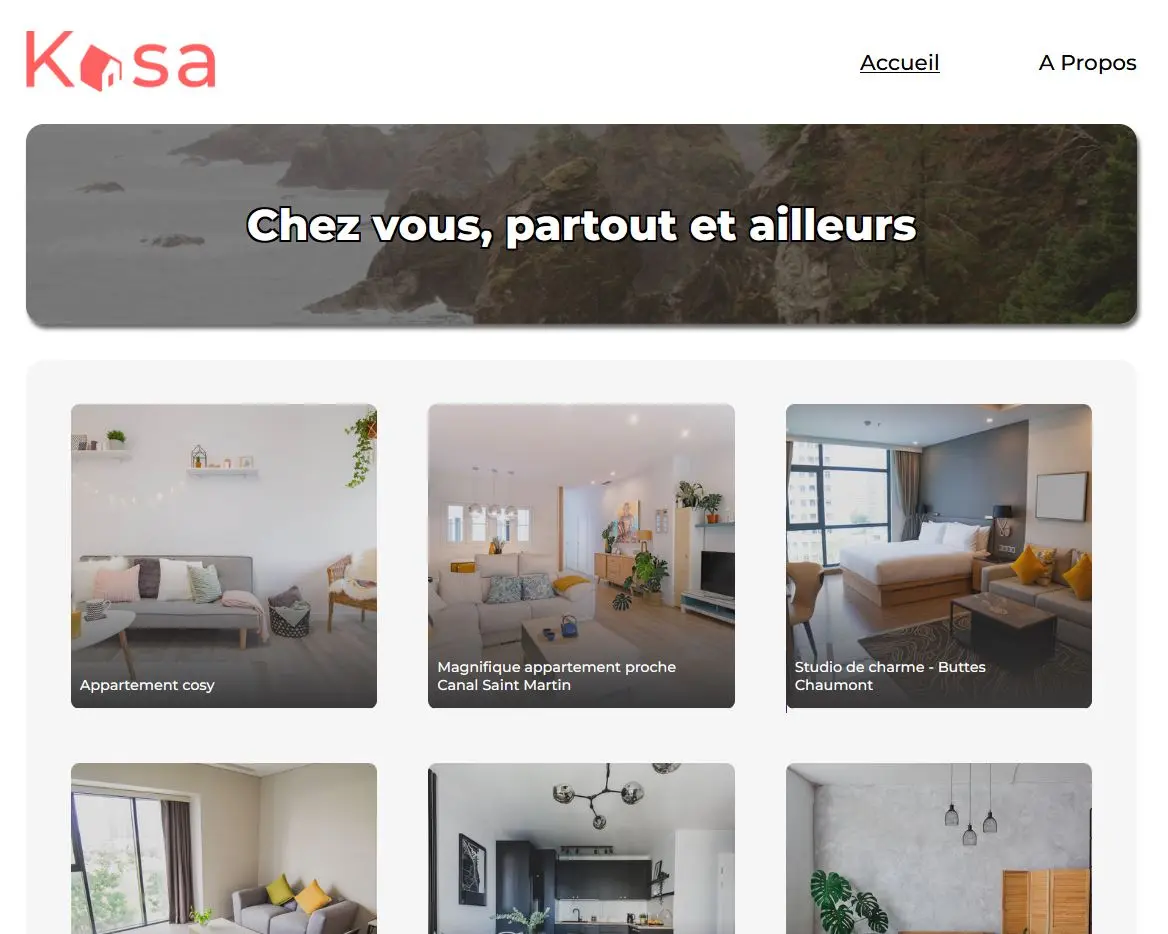 Kasa
Accueil
A Propos
Chez vous, partout et ailleurs
Appartement cosy
Magnifique appartement proche
Canal Saint Martin
Studio de charme - Buttes
Chaumont